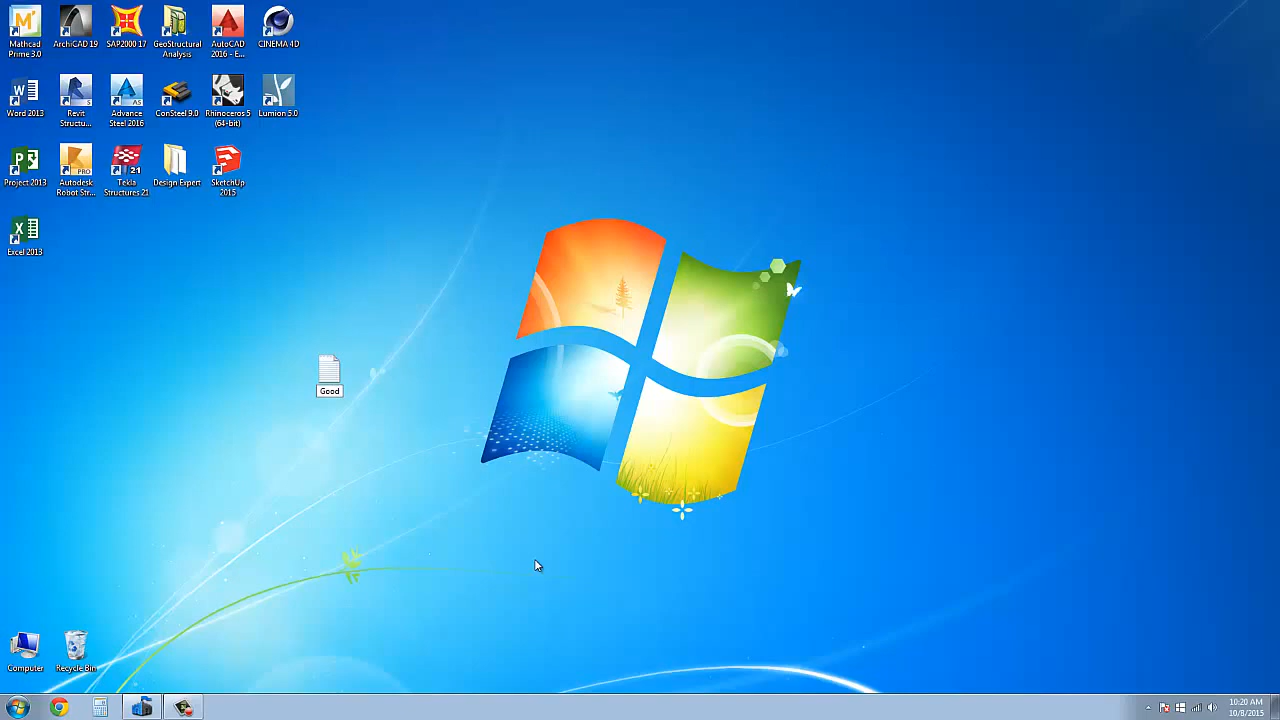 Mathcad
Prime 3.0
ArchiCAD 19
SAP2000 17
GeoStructural
Analysis
AutoCAD
2016 - E...
CINEMA 4D
Word 2013
Revit
Structu...
Advance
Steel 2016
ConSteel 9.0
Rhinoceros 5
(64-bit)
Lumion 5.0
Project 2013
Autodesk
Robot Str...
Tekla
Structures 21
Design Expert
SketchUp
2015
Excel 2013
Good
Computer
Recycle Bin
10:20 AM
10/8/2015